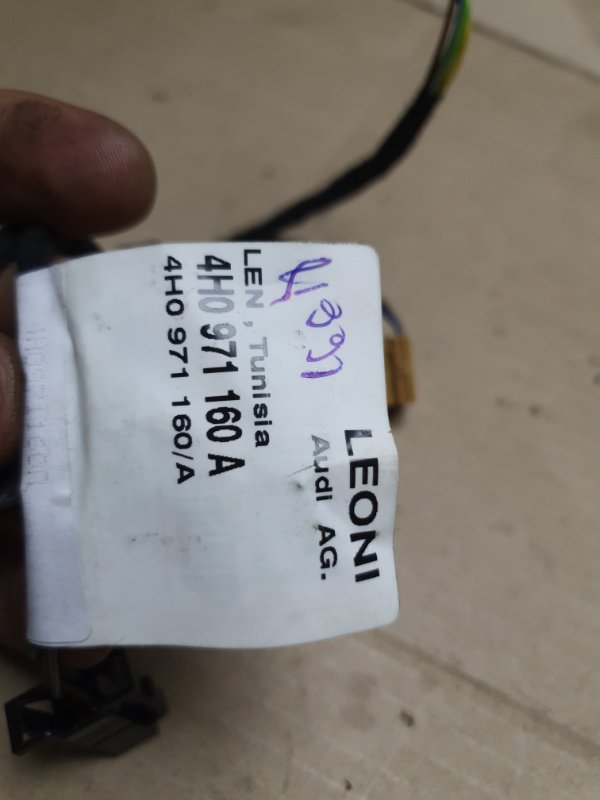 LEONI
Audi AG.
LEN , Tunisia
4H0 971 160 A
4H0 971 160/A